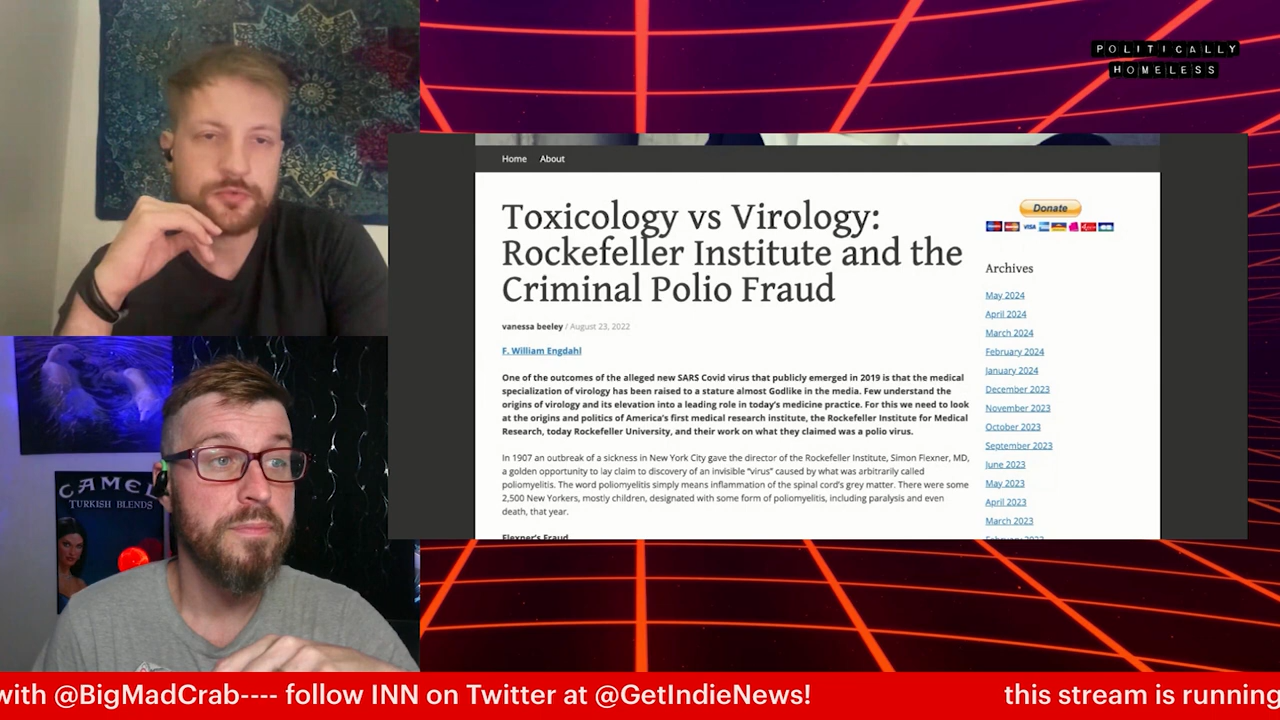 POLITICALLY
HOMELESS
Home About
Toxicology vs Virology:
Rockefeller Institute and the
Criminal Polio Fraud
vanessa beeley / August 23, 2022
F. William Engdahl
One of the outcomes of the alleged new SARS Covid virus that publicly emerged in 2019 is that the medical
specialization of virology has been raised to a stature almost Godlike in the media. Few understand the
origins of virology and its elevation into a leading role in today's medicine practice. For this we need to look
at the origins and politics of America's first medical research institute, the Rockefeller Institute for Medical
Research, today Rockefeller University, and their work on what they claimed was a polio virus.
In 1907 an outbreak of a sickness in New York City gave the director of the Rockefeller Institute, Simon Flexner, MD,
a golden opportunity to lay claim to discovery of an invisible "virus" caused by what was arbitrarily called
poliomyelitis. The word poliomyelitis simply means inflammation of the spinal cord's grey matter. There were some
2,500 New Yorkers, mostly children, designated with some form of poliomyelitis, including paralysis and even
death, that year.
Flexner's Fraud
Donate
VISA
Archives
May 2024
April 2024
March 2024
February 2024
January 2024
December 2023
November 2023
October 2023
September 2023
June 2023
May 2023
April 2023
March 2023
February 2023
CAMEL
TURKISH BLENDS
with @BigMadCrab---- follow INN on Twitter at @GetIndieNews! this stream is running